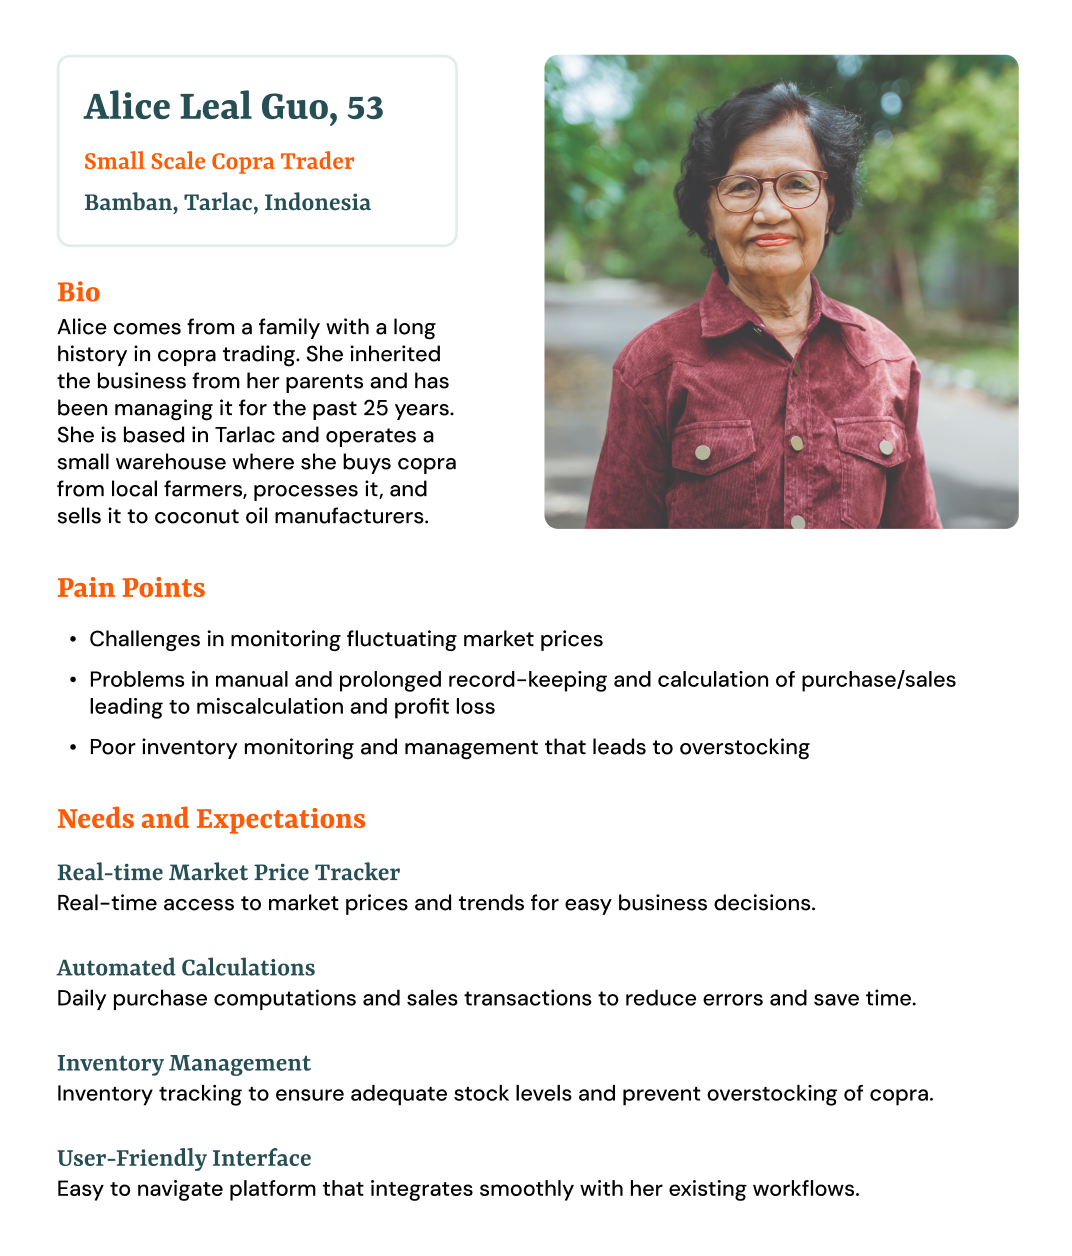 Alice Leal Guo, 53
Small Scale Copra Trader
Bamban, Tarlac, Indonesia
Bio
Alice comes from a family with a long
history in copra trading. She inherited
the business from her parents and has
been managing it for the past 25 years.
She is based in Tarlac and operates a
small warehouse where she buys copra
from local farmers, processes it, and
sells it to coconut oil manufacturers.
Pain Points
• Challenges in monitoring fluctuating market prices
• Problems in manual and prolonged record-keeping and calculation of purchase/sales
leading to miscalculation and profit loss
• Poor inventory monitoring and management that leads to overstocking
Needs and Expectations
Real-time Market Price Tracker
Real-time access to market prices and trends for easy business decisions.
Automated Calculations
Daily purchase computations and sales transactions to reduce errors and save time.
Inventory Management
Inventory tracking to ensure adequate stock levels and prevent overstocking of copra.
User-Friendly Interface
Easy to navigate platform that integrates smoothly with her existing workflows.